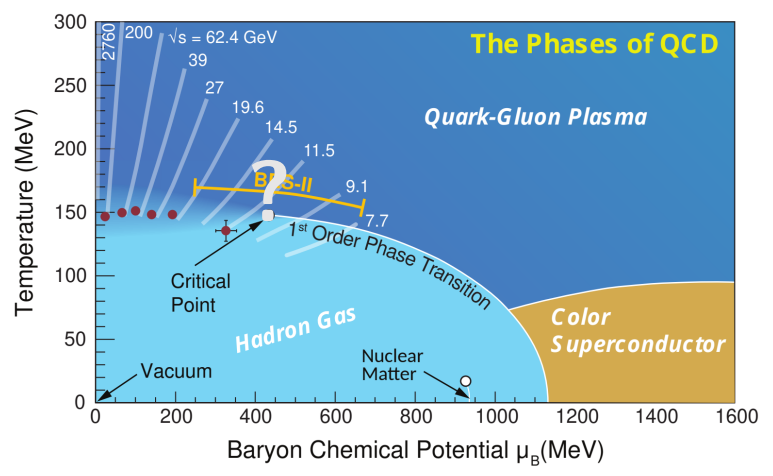 The Phases of QCD
2760
200
√s = 62.4 GeV
39
27
19.6
14.5
11.5
9.1
7.7
Quark-Gluon Plasma
BES-II
?
1st Order Phase Transition
Critical
Point
Hadron Gas
Color
Superconductor
Nuclear
Matter
Vacuum
Temperature (MeV)
300
250
200
150
100
50
0
0 200 400 600 800 1000 1200 1400 1600
Baryon Chemical Potential μB(MeV)